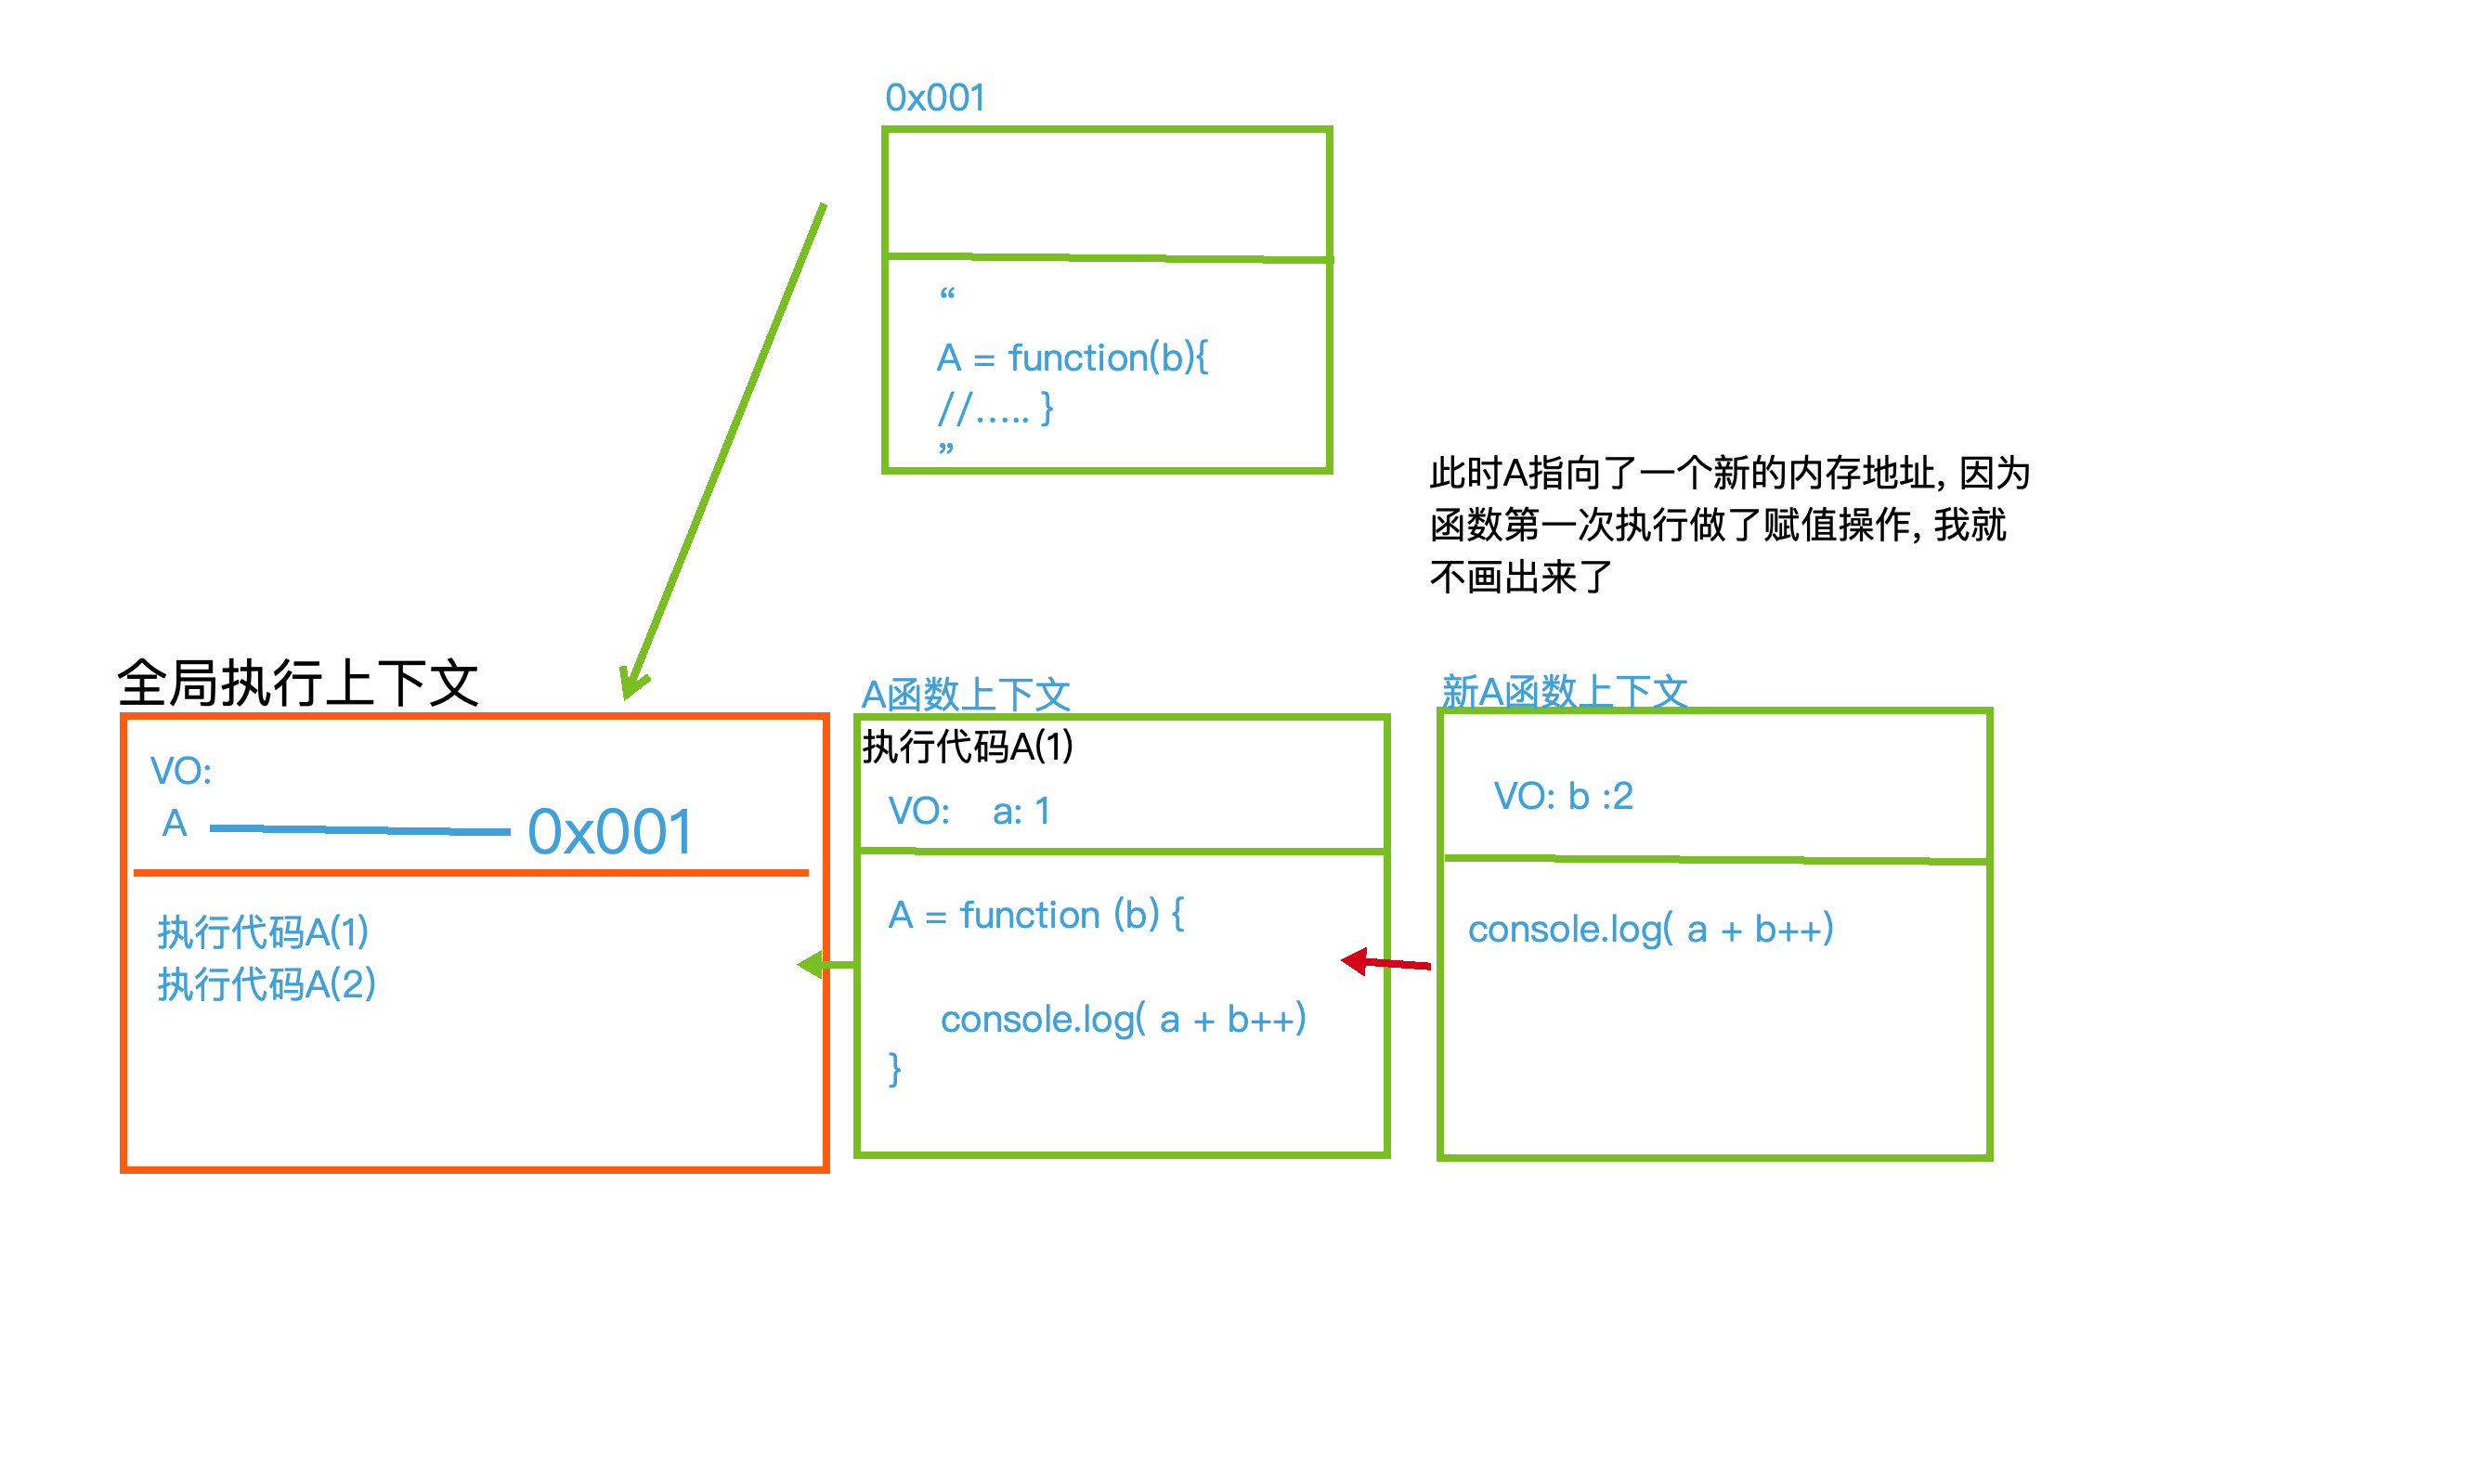 0x001
“
A = function(b){
//..... }
”
此时A指向了一个新的内存地址，因为
函数第一次执行做了赋值操作，我就
不画出来了
全局执行上下文
VO:
A 0x001
执行代码A(1)
执行代码A(2)
A函数上下文
执行代码A(1)
VO: a: 1
A = function (b) {
console.log( a + b++)
}
新A函数上下文
VO: b :2
console.log( a + b++)